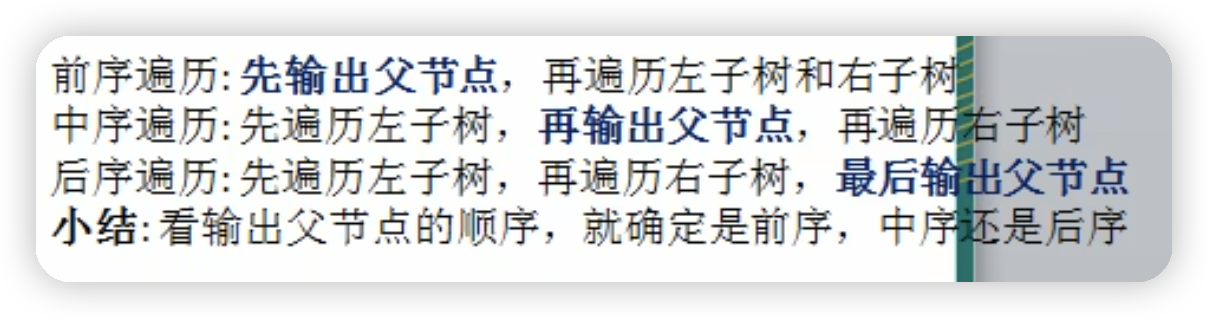 前序遍历:先输出父节点，再遍历左子树和右子树
中序遍历:先遍历左子树，再输出父节点，再遍历右子树
后序遍历:先遍历左子树，再遍历右子树，最后输出父节点
小结:看输出父节点的顺序，就确定是前序，中序还是后序